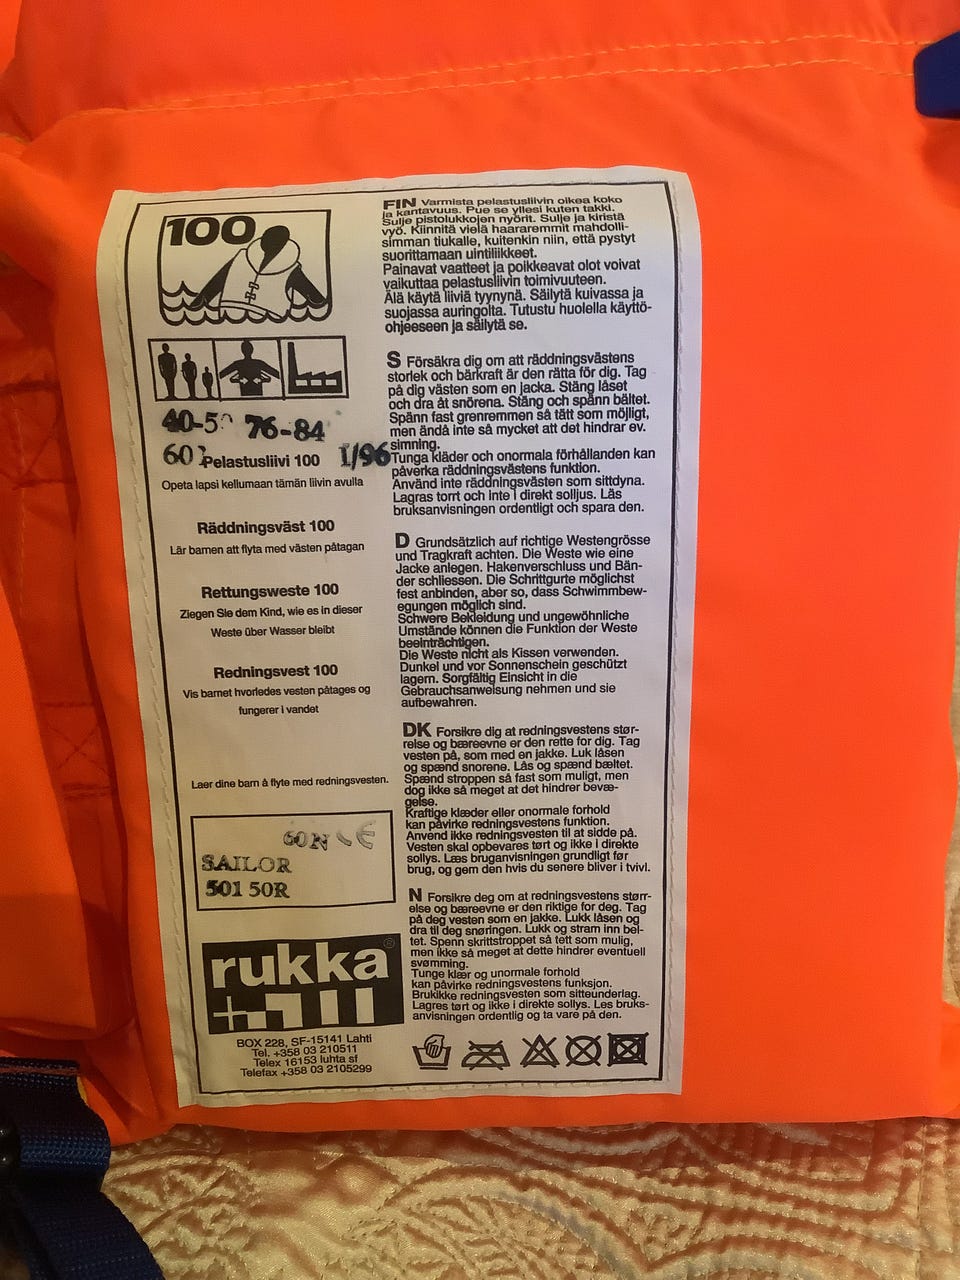 100
40-5
76-84
60
Pelastusliivi 100
1/96
Opeta lapsi kellumaan tämän liivin avulla
Räddningsväst 100
Lär barnen att flyta med västen påtagan
Rettungsweste 100
Ziegen Sie dem Kind, wie es in dieser
Weste über Wasser bleibt
Redningsvest 100
Vis barnet hvorledes vesten påtages og
fungerer i vandet
Laer dine barn å flyte med redningsvesten.
60N CE
SAILOR
501 50R
rukka®
BOX 228, SF-15141 Lahti
Tel. +358 03 210511
Telex 16153 luhta sf
Telefax +358 03 2105299
FIN Varmista pelastusliivin oikea koko
ja kantavuus. Pue se yllesi kuten takki.
Sulje pistolukkojen nyörit. Sulje ja kiristä
vyö. Kiinnitä vielä haararemmit mahdolli-
simman tiukalle, kuitenkin niin, että pystyt
suorittamaan uintiliikkeet.
Painavat vaatteet ja poikkeavat olot voivat
vaikuttaa pelastusliivin toimivuuteen.
Älä käytä liiviä tyynynä. Säilytä kuivassa ja
suojassa auringolta. Tutustu huolella käyttö-
ohjeeseen ja säilytä se.
S Försäkra dig om att räddningsvästens
storlek och bärkraft är den rätta för dig. Tag
på dig västen som en jacka. Stäng låset
och dra åt snörena. Stäng och spänn bältet.
Spänn fast grenremmen så tätt som möjligt,
men ändå inte så mycket att det hindrar ev.
simning.
Tunga kläder och onormala förhållanden kan
påverka räddningsvästens funktion.
Använd inte räddningsvästen som sittdyna.
Lagras torrt och inte i direkt solljus. Läs
bruksanvisningen ordentligt och spara den.
D Grundsätzlich auf richtige Westengrösse
und Tragkraft achten. Die Weste wie eine
Jacke anlegen. Hakenverschluss und Bän-
der schliessen. Die Schrittgurte möglichst
fest anbinden, aber so, dass Schwimmbew-
egungen möglich sind.
Schwere Bekleidung und ungewöhnliche
Umstände können die Funktion der Weste
beeinträchtigen.
Die Weste nicht als Kissen verwenden.
Dunkel und vor Sonnenschein geschützt
lagern. Sorgfältig Einsicht in die
Gebrauchsanweisung nehmen und sie
aufbewahren.
DK Forsikre dig at redningsvestens stør-
relse og bæreevne er den rette for dig. Tag
vesten på, som med en jakke. Luk låsen
og spænd snorene. Lås og spænd bæltet.
Spænd stroppen så fast som muligt, men
dog ikke så meget at det hindrer bevæ-
gelse.
Kraftige klæder eller onormale forhold
kan påvirke redningsvestens funktion.
Anvend ikke redningsvesten til at sidde på.
Vesten skal opbevares tørt og ikke i direkte
sollys. Læs bruganvisningen grundligt før
brug, og gem den hvis du senere bliver i tvivl.
N Forsikre deg om at redningsvestens størr-
else og bæreevne er den riktige for deg. Tag
på deg vesten som en jakke. Lukk låsen og
dra til deg snøringen. Lukk og stram inn bel-
tet. Spenn skrittstroppet så tett som mulig,
men ikke så meget at dette hindrer eventuell
svømming.
Tunge klær og unormale forhold
kan påvirke redningsvestens funksjon.
Brukikke redningsvesten som sitteunderlag.
Lagres tørt og ikke i direkte sollys. Les bruks-
anvisningen ordentlig og ta vare på den.